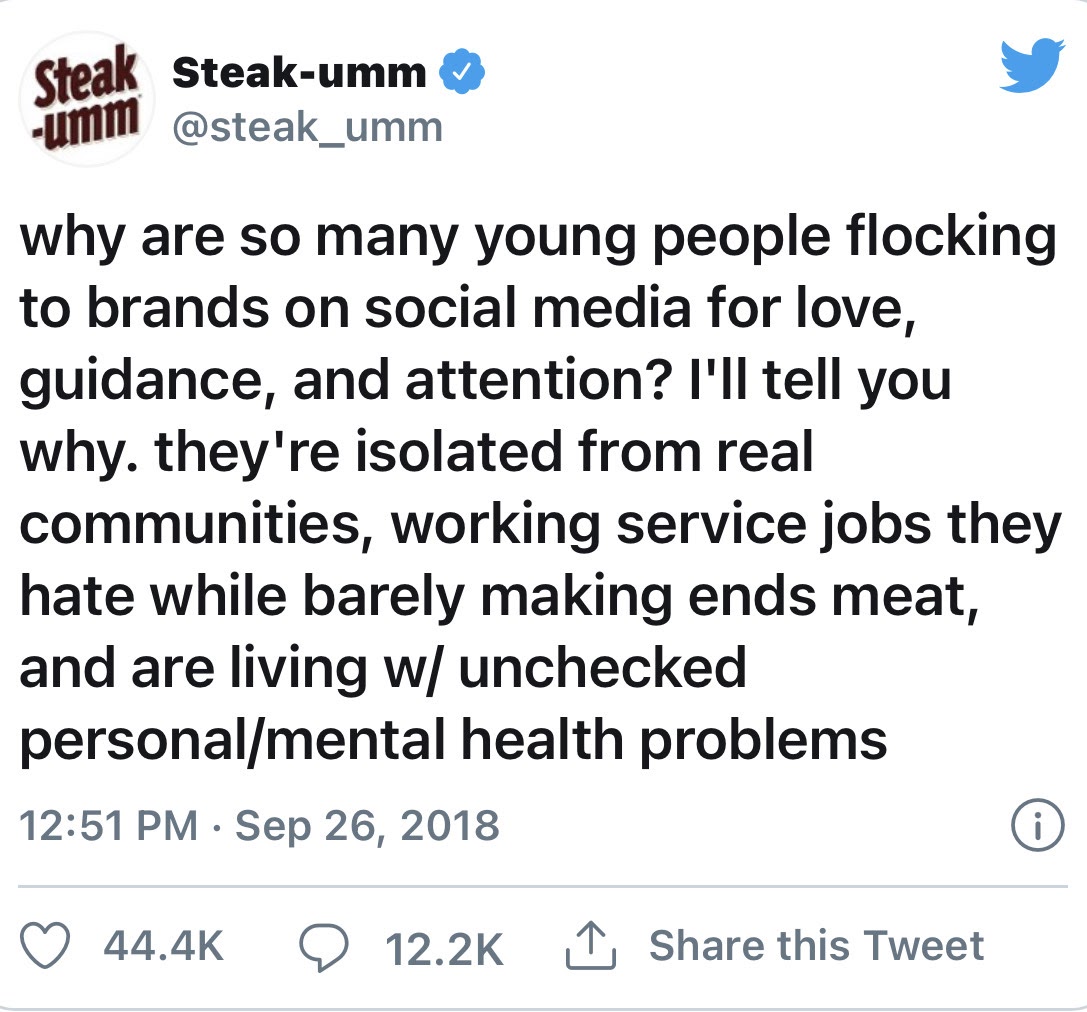 Steak
-umm
Steak-umm
@steak_umm
why are so many young people flocking
to brands on social media for love,
guidance, and attention? I'll tell you
why. they're isolated from real
communities, working service jobs they
hate while barely making ends meat,
and are living w/ unchecked
personal/mental health problems
12:51 PM · Sep 26, 2018
44.4K 12.2K Share this Tweet